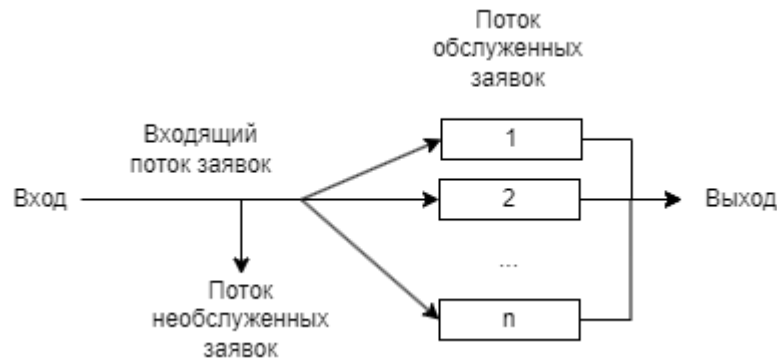 Поток
обслуженных
заявок
Входящий
поток заявок
1
Вход
2
Выход
...
Поток
необслуженных
заявок
n